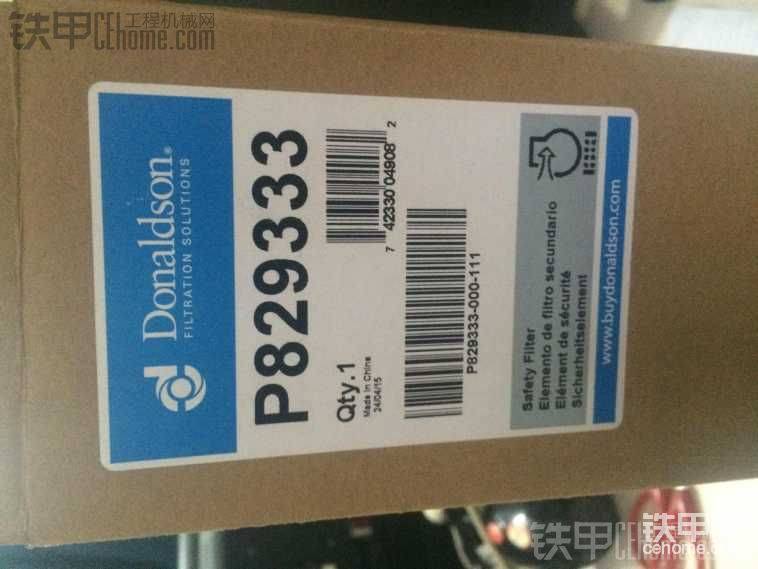 铁甲 工程机械网
CEhome.com
Donaldson®
FILTRATION SOLUTIONS
P829333
Qty.1
Made In China
24/04/15
7 42330 04908 2
P829333-000-111
Safety Filter
Elemento de filtro secundario
Elément de sécurité
Sicherheitselement
www.buydonaldson.com
铁甲
铁甲
cehome.com